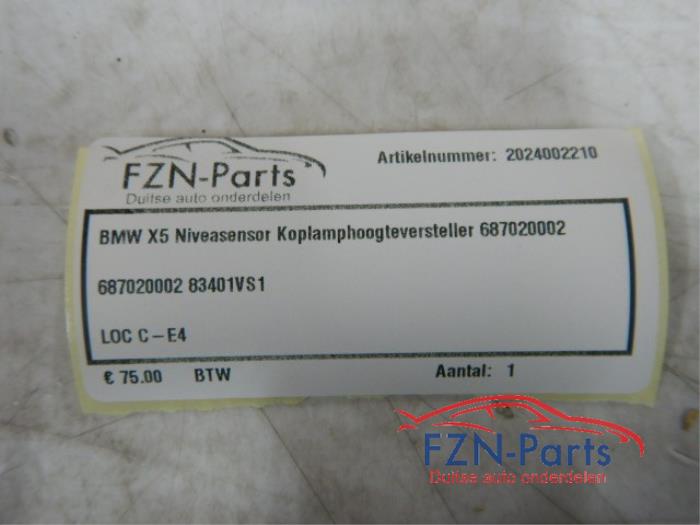 FZN-Parts
Duitse auto onderdelen
Artikelnummer: 2024002210
BMW X5 Niveasensor Koplamphoogteversteller 687020002
687020002 83401VS1
LOC C-E4
€ 75.00 BTW Aantal: 1
FZN-Parts
Duitse auto onderdelen